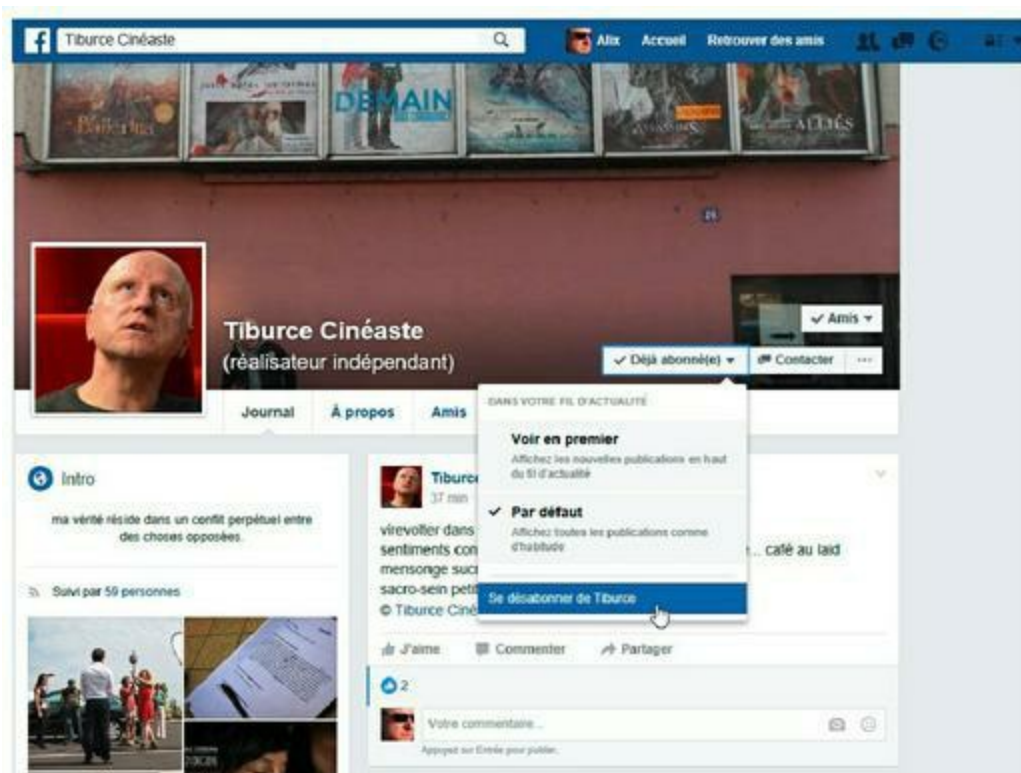 Tiburce Cinéaste
Alix Accueil Retrouver des amis
DEMAIN
ALLIÉS
Tiburce Cinéaste
(réalisateur indépendant)
Amis
Déjà abonné(e)
Contacter
Journal À propos Amis
DANS VOTRE FIL D'ACTUALITÉ
Voir en premier
Affichez les nouvelles publications en haut
du fil d'actualité
Par défaut
Affichez toutes les publications comme
d'habitude
Se désabonner de Tiburce
Intro
ma vérité réside dans un conflit perpétuel entre
des choses opposées.
Suivi par 59 personnes
Tiburce
37 min
virevolter dans
sentiments con ... café au laid
mensonge suc
sacro-sein peti
© Tiburce Ciné
J'aime Commenter Partager
2
Votre commentaire...
Appuyez sur Entrée pour publier.